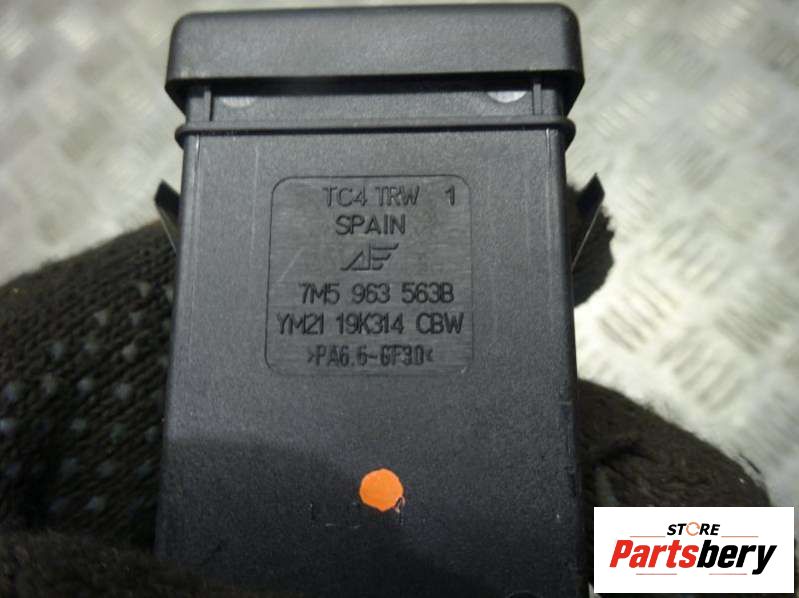 TC4 TRW 1
SPAIN
7M5 963 563B
YM21 19K314 CBW
>PA6.6-GF30<
STORE
Partsbery